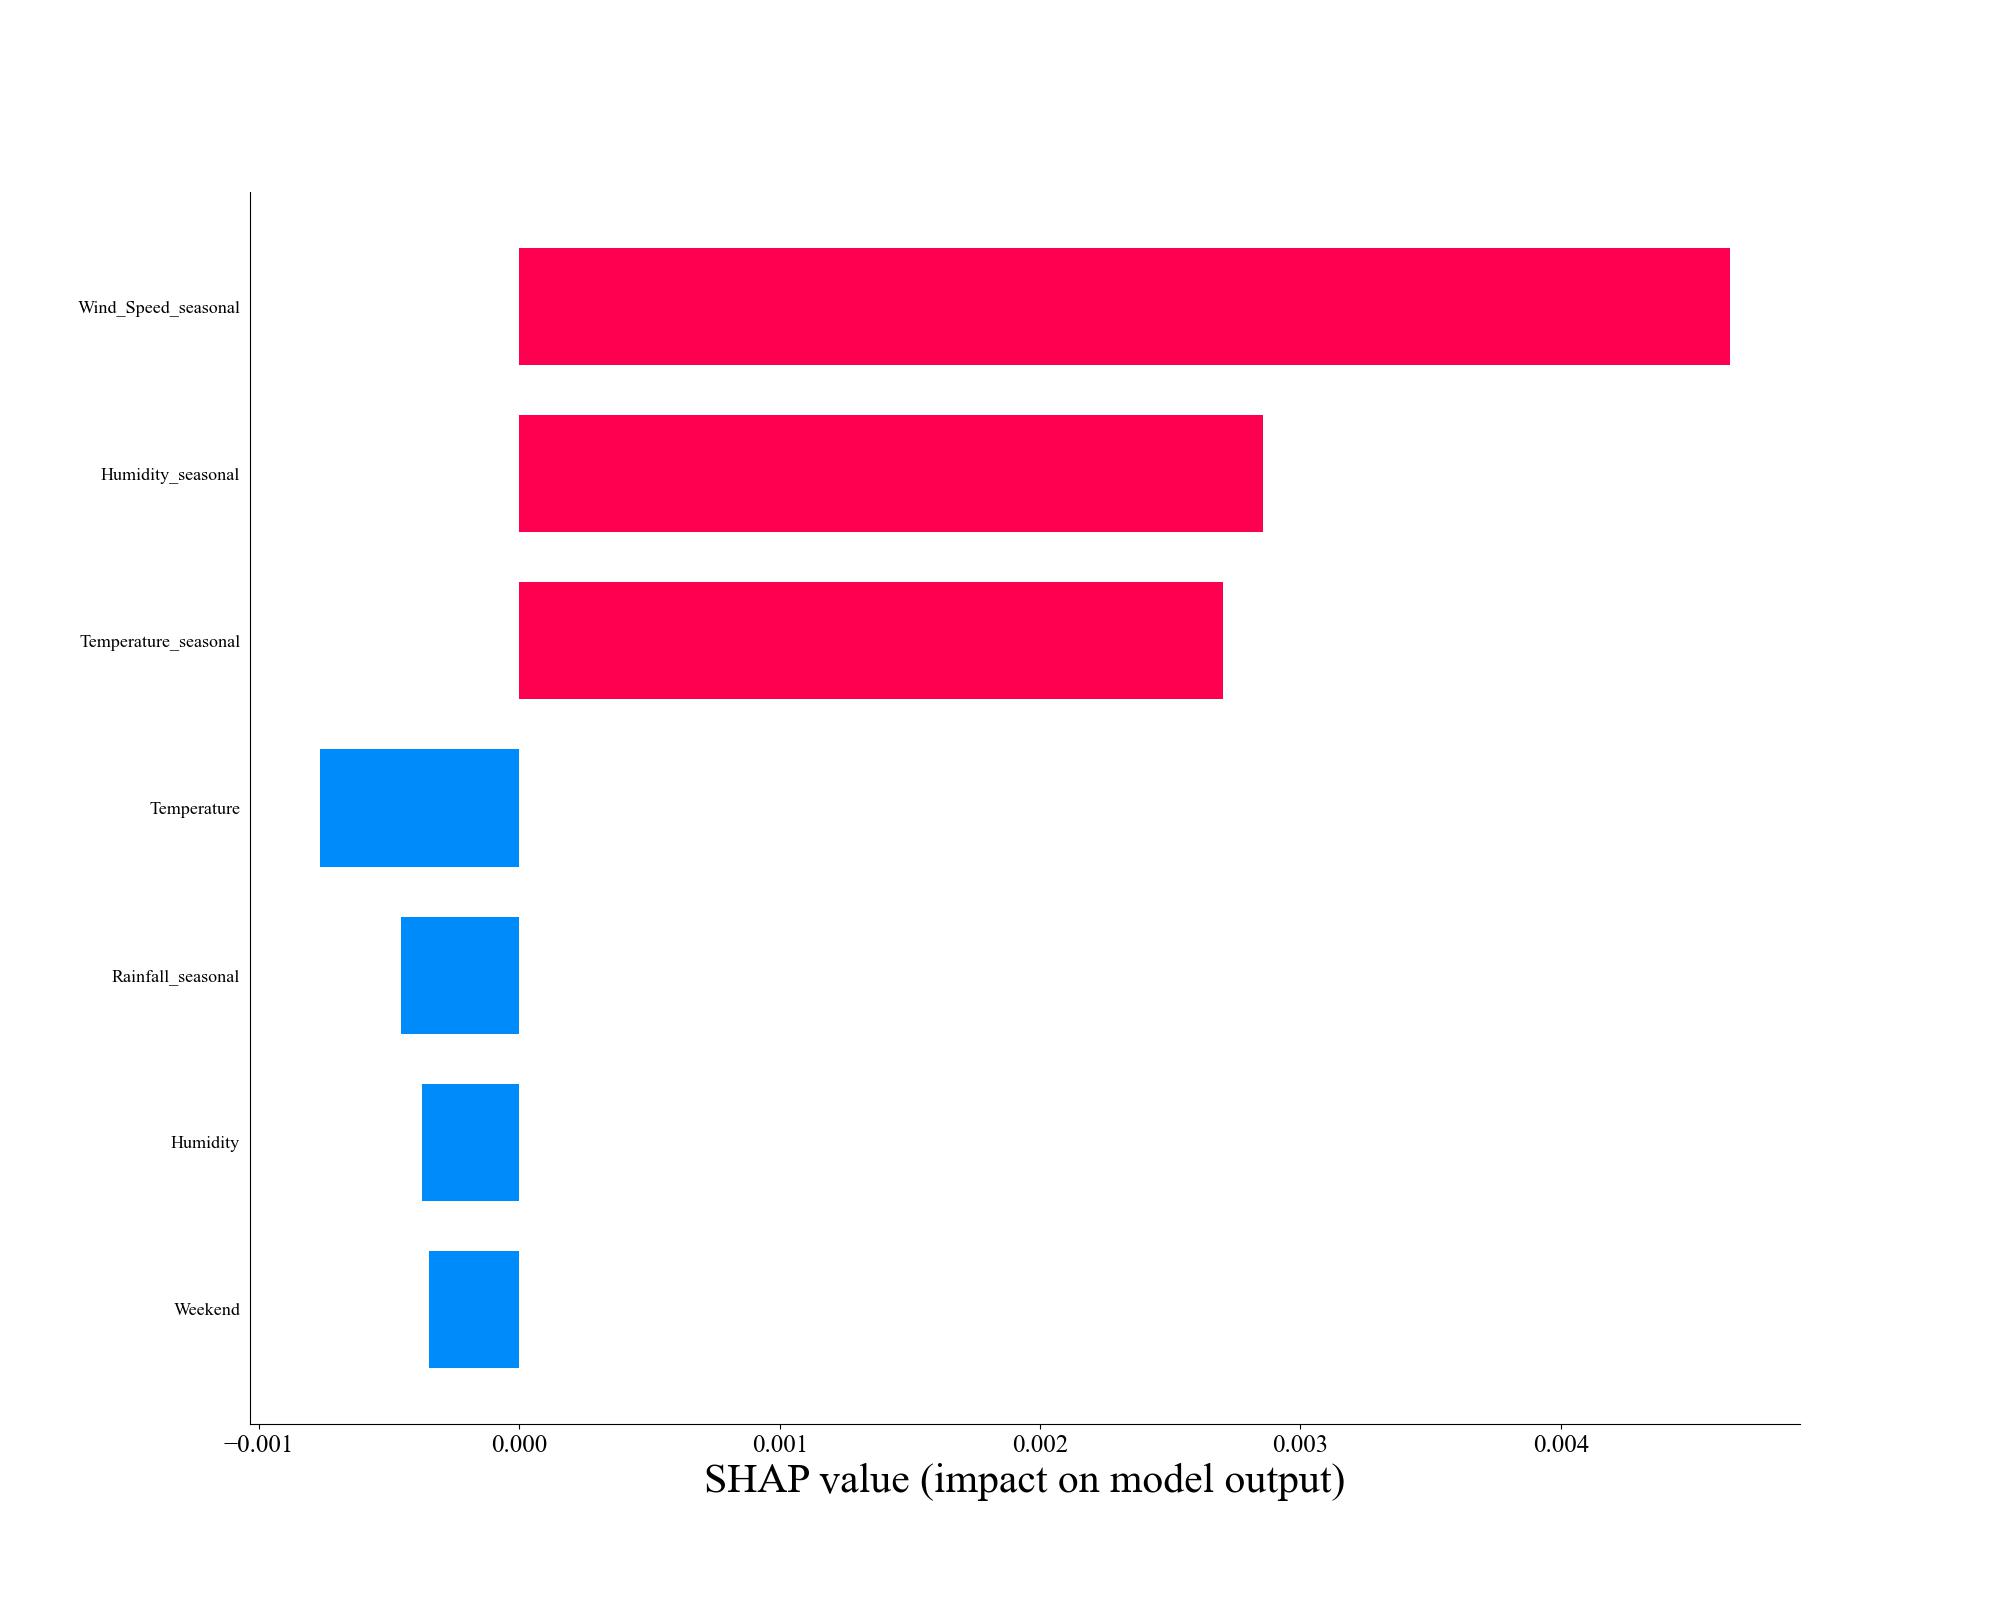 Wind_Speed_seasonal
Humidity_seasonal
Temperature_seasonal
Temperature
Rainfall_seasonal
Humidity
Weekend
−0.001 0.000 0.001 0.002 0.003 0.004
SHAP value (impact on model output)